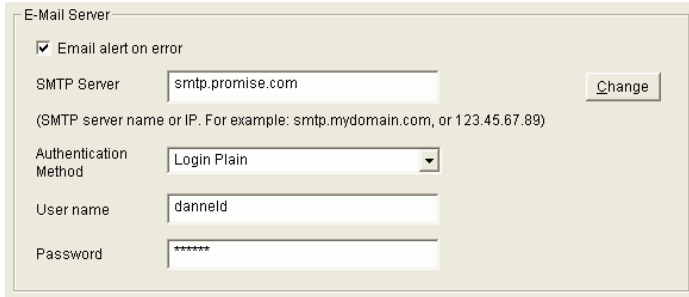 E-Mail Server
Email alert on error
SMTP Server smtp.promise.com Change
(SMTP server name or IP. For example: smtp.mydomain.com, or 123.45.67.89)
Authentication Method Login Plain
User name danneld
Password ******